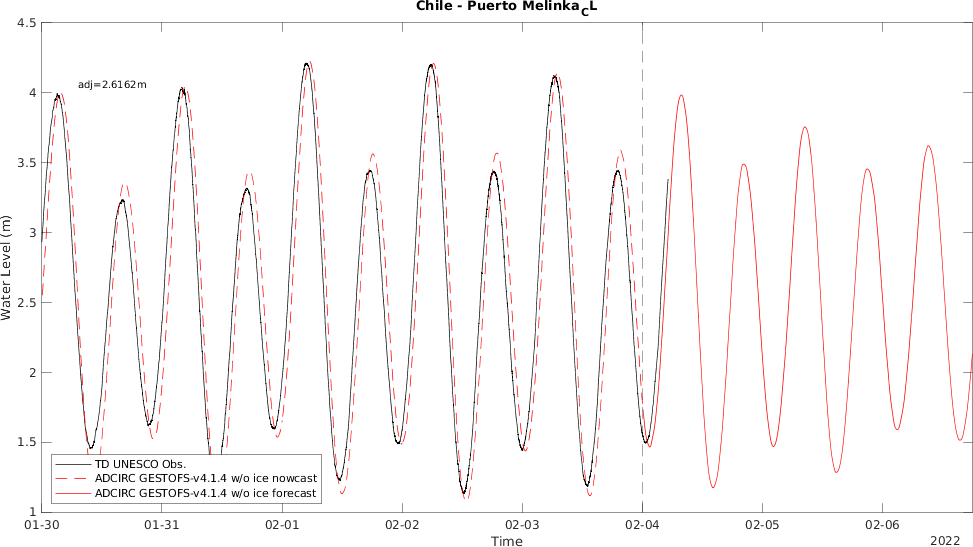 Chile - Puerto Melinka_CL
4.5
4
3.5
3
2.5
2
1.5
1
Water Level (m)
adj=2.6162m
TD UNESCO Obs.
ADCIRC GESTOFS-v4.1.4 w/o ice nowcast
ADCIRC GESTOFS-v4.1.4 w/o ice forecast
01-30 01-31 02-01 02-02 02-03 02-04 02-05 02-06
Time
2022